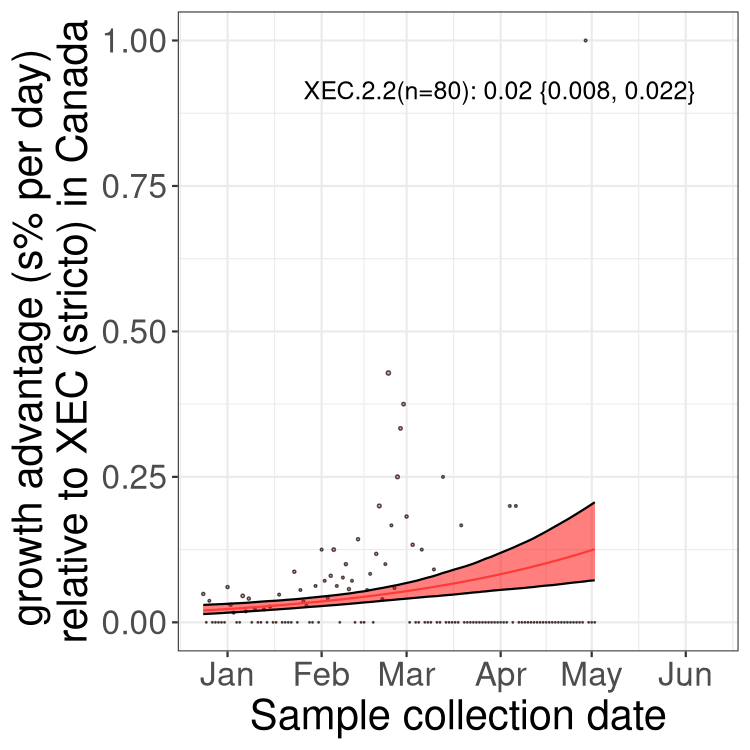 growth advantage (s% per day)
relative to XEC (stricto) in Canada
1.00
0.75
0.50
0.25
0.00
XEC.2.2(n=80): 0.02 {0.008, 0.022}
Jan Feb Mar Apr May Jun
Sample collection date